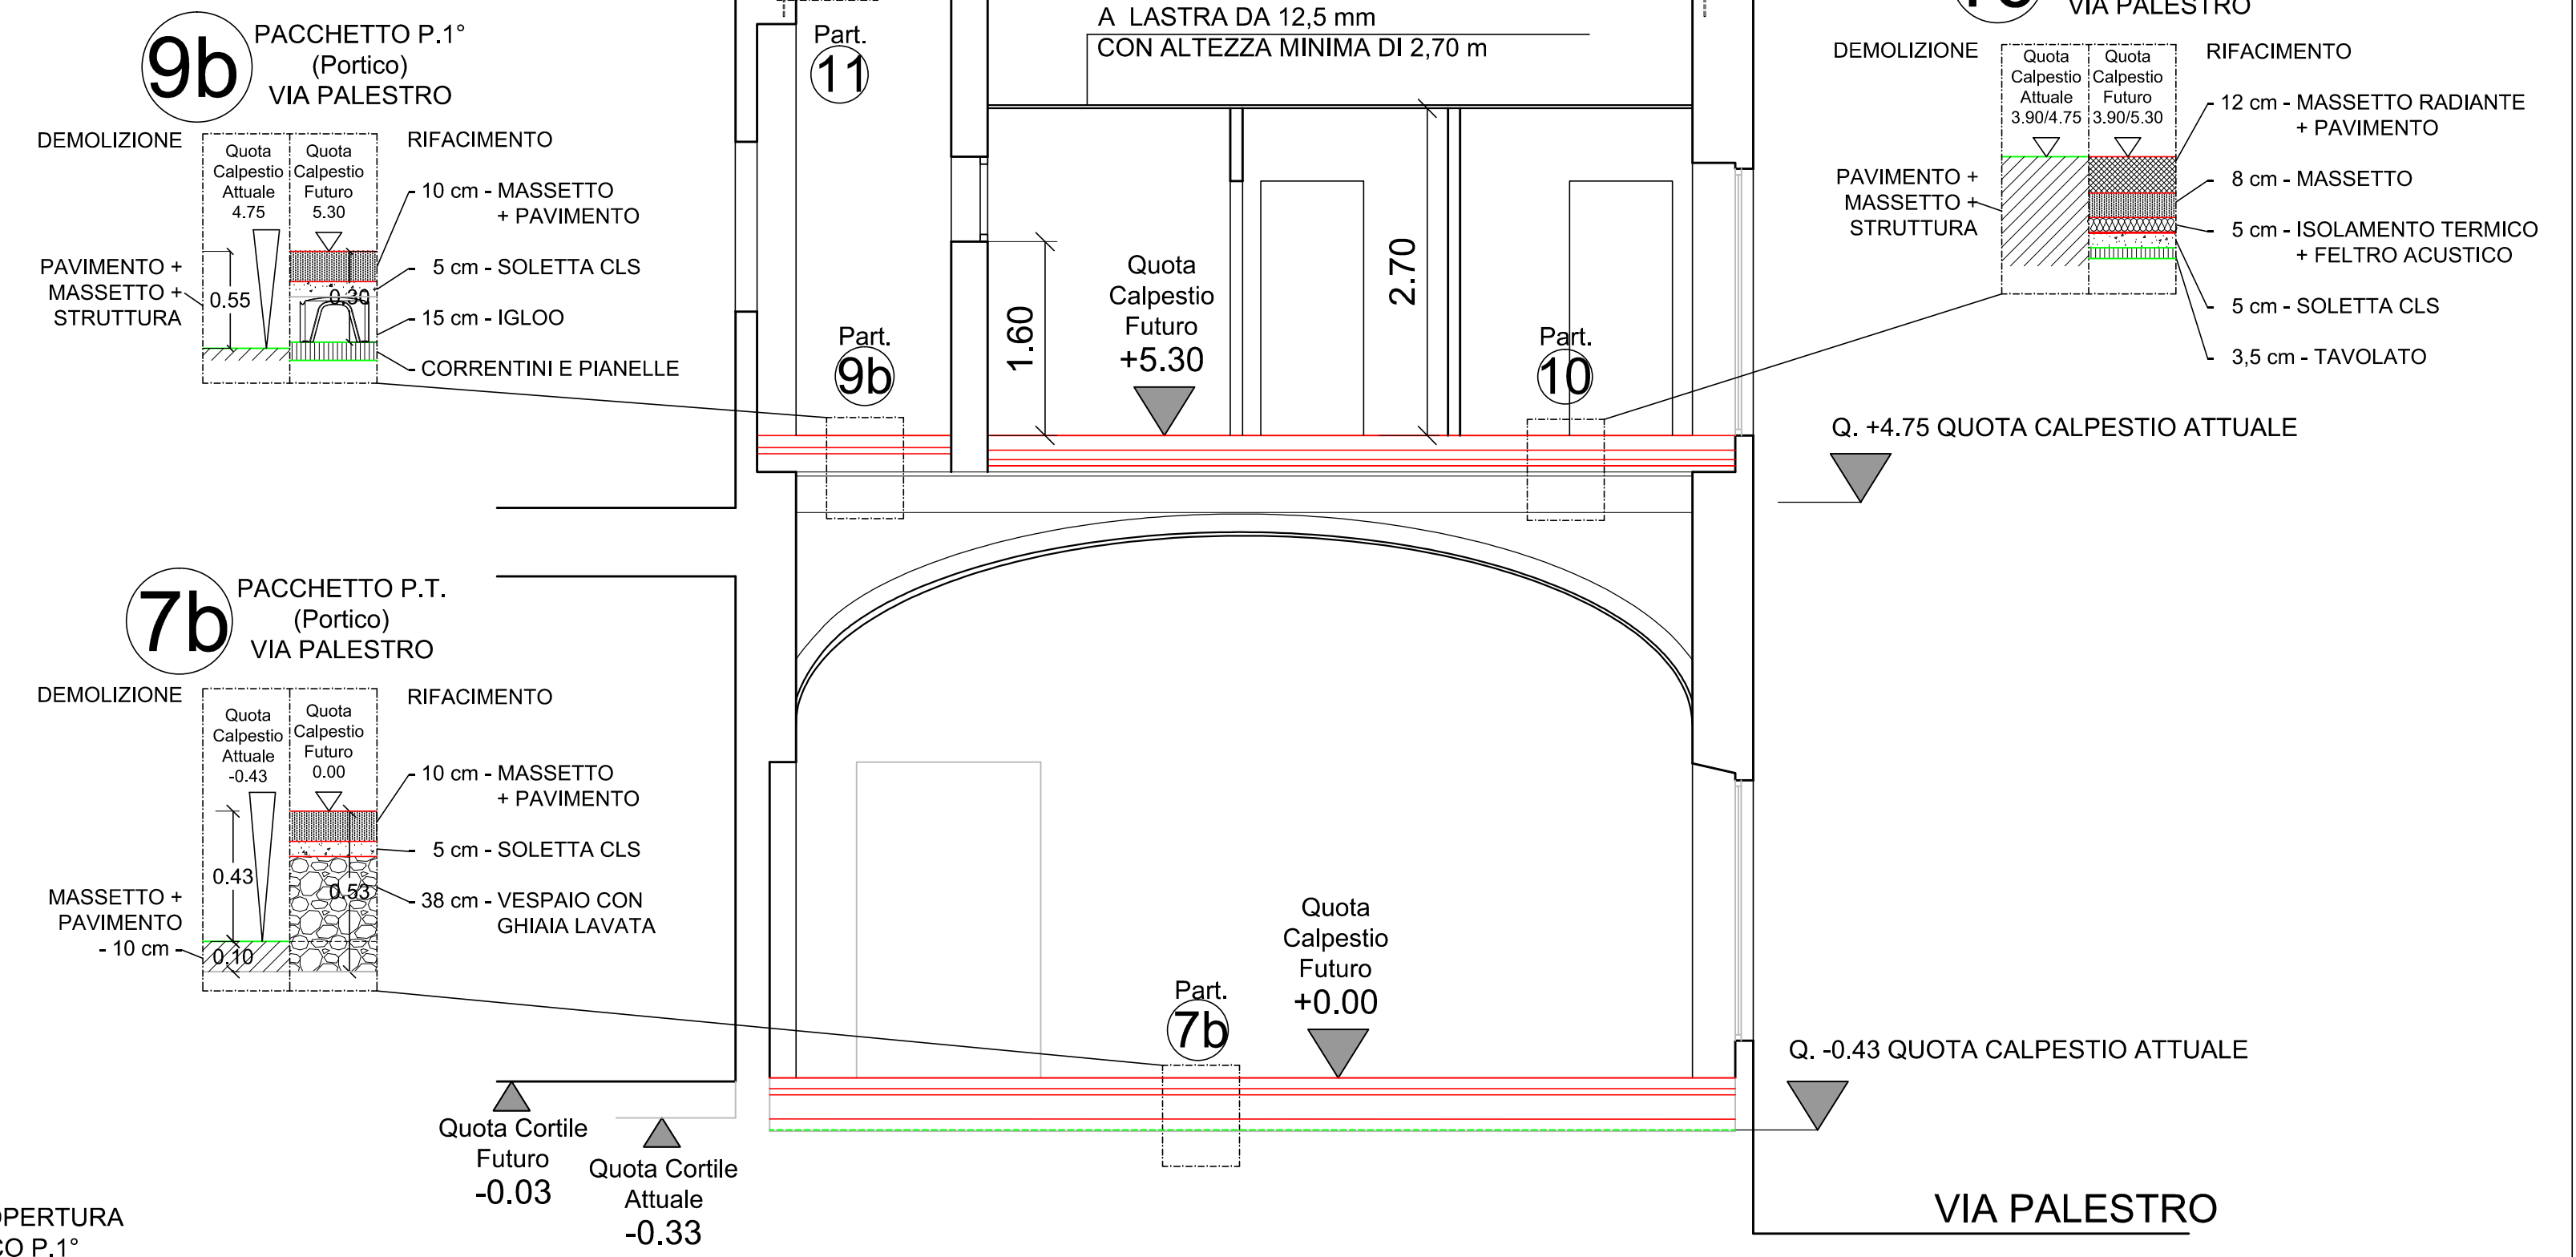 9b
PACCHETTO P.1°
(Portico)
VIA PALESTRO
DEMOLIZIONE
Quota
Calpestio
Attuale
4.75
Quota
Calpestio
Futuro
5.30
RIFACIMENTO
10 cm - MASSETTO
+ PAVIMENTO
5 cm - SOLETTA CLS
15 cm - IGLOO
CORRENTINI E PIANELLE
PAVIMENTO +
MASSETTO +
STRUTTURA
0.55
0.30
7b
PACCHETTO P.T.
(Portico)
VIA PALESTRO
DEMOLIZIONE
Quota
Calpestio
Attuale
-0.43
Quota
Calpestio
Futuro
0.00
RIFACIMENTO
10 cm - MASSETTO
+ PAVIMENTO
5 cm - SOLETTA CLS
38 cm - VESPAIO CON
GHIAIA LAVATA
MASSETTO +
PAVIMENTO
- 10 cm -
0.43
0.53
0.10
A LASTRA DA 12,5 mm
CON ALTEZZA MINIMA DI 2,70 m
Part.
11
Part.
9b
1.60
Quota
Calpestio
Futuro
+5.30
2.70
Part.
10
VIA PALESTRO
DEMOLIZIONE
Quota
Calpestio
Attuale
3.90/4.75
Quota
Calpestio
Futuro
3.90/5.30
RIFACIMENTO
12 cm - MASSETTO RADIANTE
+ PAVIMENTO
8 cm - MASSETTO
5 cm - ISOLAMENTO TERMICO
+ FELTRO ACUSTICO
5 cm - SOLETTA CLS
3,5 cm - TAVOLATO
PAVIMENTO +
MASSETTO +
STRUTTURA
Q. +4.75 QUOTA CALPESTIO ATTUALE
Quota
Calpestio
Futuro
+0.00
Part.
7b
Q. -0.43 QUOTA CALPESTIO ATTUALE
Quota Cortile
Futuro
-0.03
Quota Cortile
Attuale
-0.33
VIA PALESTRO
OPERTURA
CO P.1°